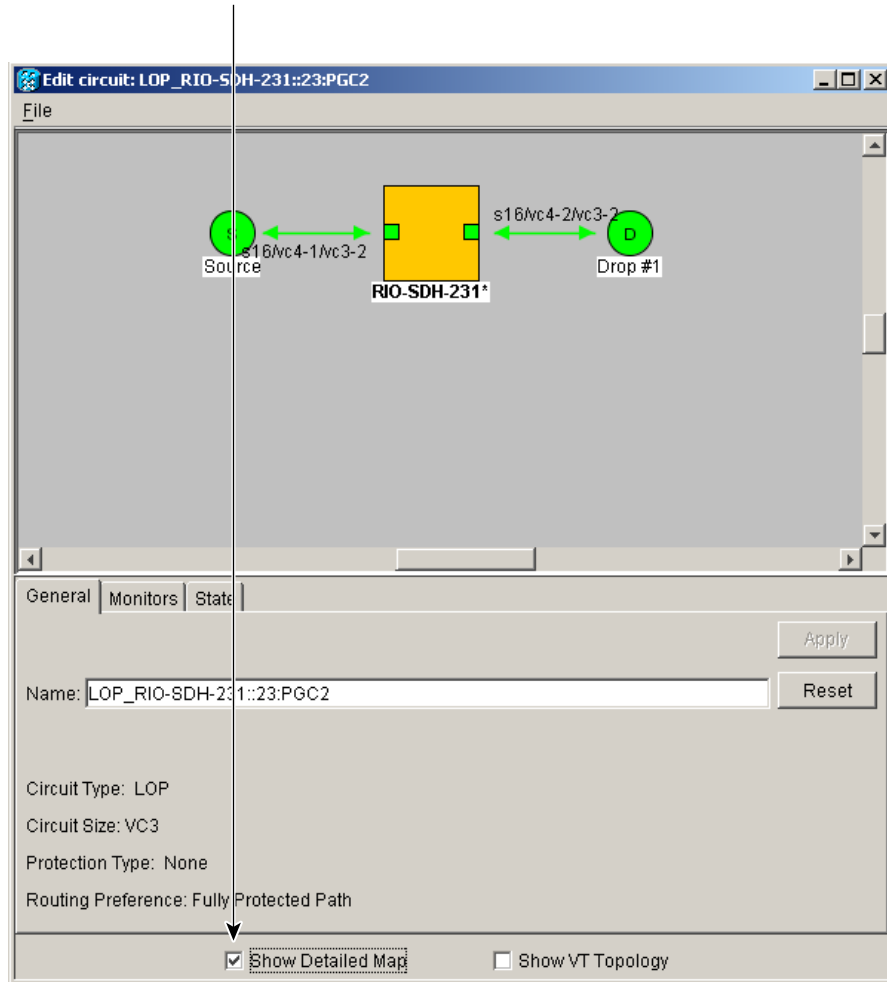 Edit circuit: LOP_RIO-SDH-231::23:PGC2
File
s16/vc4-2/vc3-2
S
D
s16/vc4-1/vc3-2
Source
Drop #1
RIO-SDH-231*
General Monitors State
Apply
Name: LOP_RIO-SDH-231::23:PGC2 Reset
Circuit Type: LOP
Circuit Size: VC3
Protection Type: None
Routing Preference: Fully Protected Path
Show Detailed Map Show VT Topology